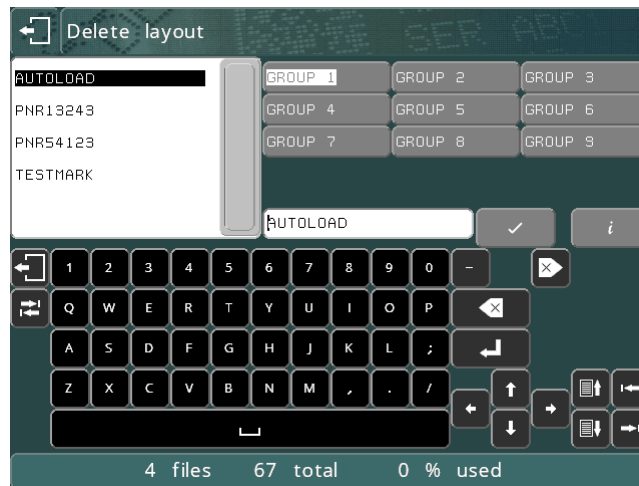 Delete layout
AUTOLOAD
PNR13243
PNR54123
TESTMARK
GROUP 1 GROUP 2 GROUP 3
GROUP 4 GROUP 5 GROUP 6
GROUP 7 GROUP 8 GROUP 9
AUTOLOAD
i
1 2 3 4 5 6 7 8 9 0 -
Q W E R T Y U I O P
A S D F G H J K L ;
Z X C V B N M , . /
4 files 67 total 0 % used